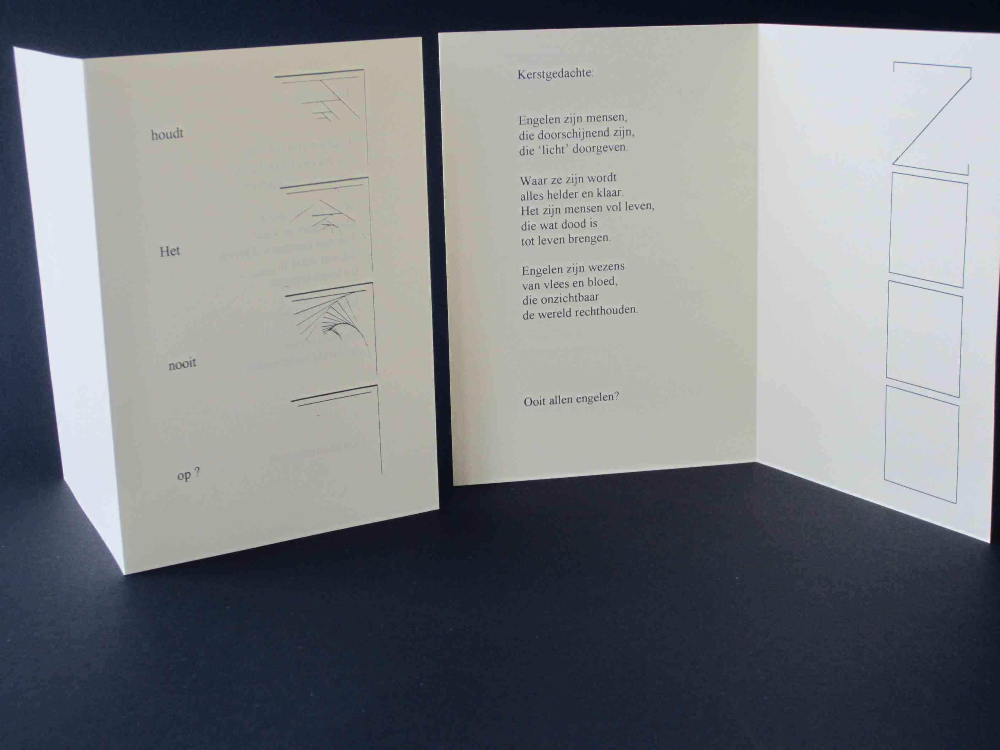 houdt
Het
nooit
op ?
Kerstgedachte:
Engelen zijn mensen,
die doorschijnend zijn,
die ‘licht’ doorgeven.
Waar ze zijn wordt
alles helder en klaar.
Het zijn mensen vol leven,
die wat dood is
tot leven brengen.
Engelen zijn wezens
van vlees en bloed,
die onzichtbaar
de wereld rechthouden.
Ooit allen engelen?